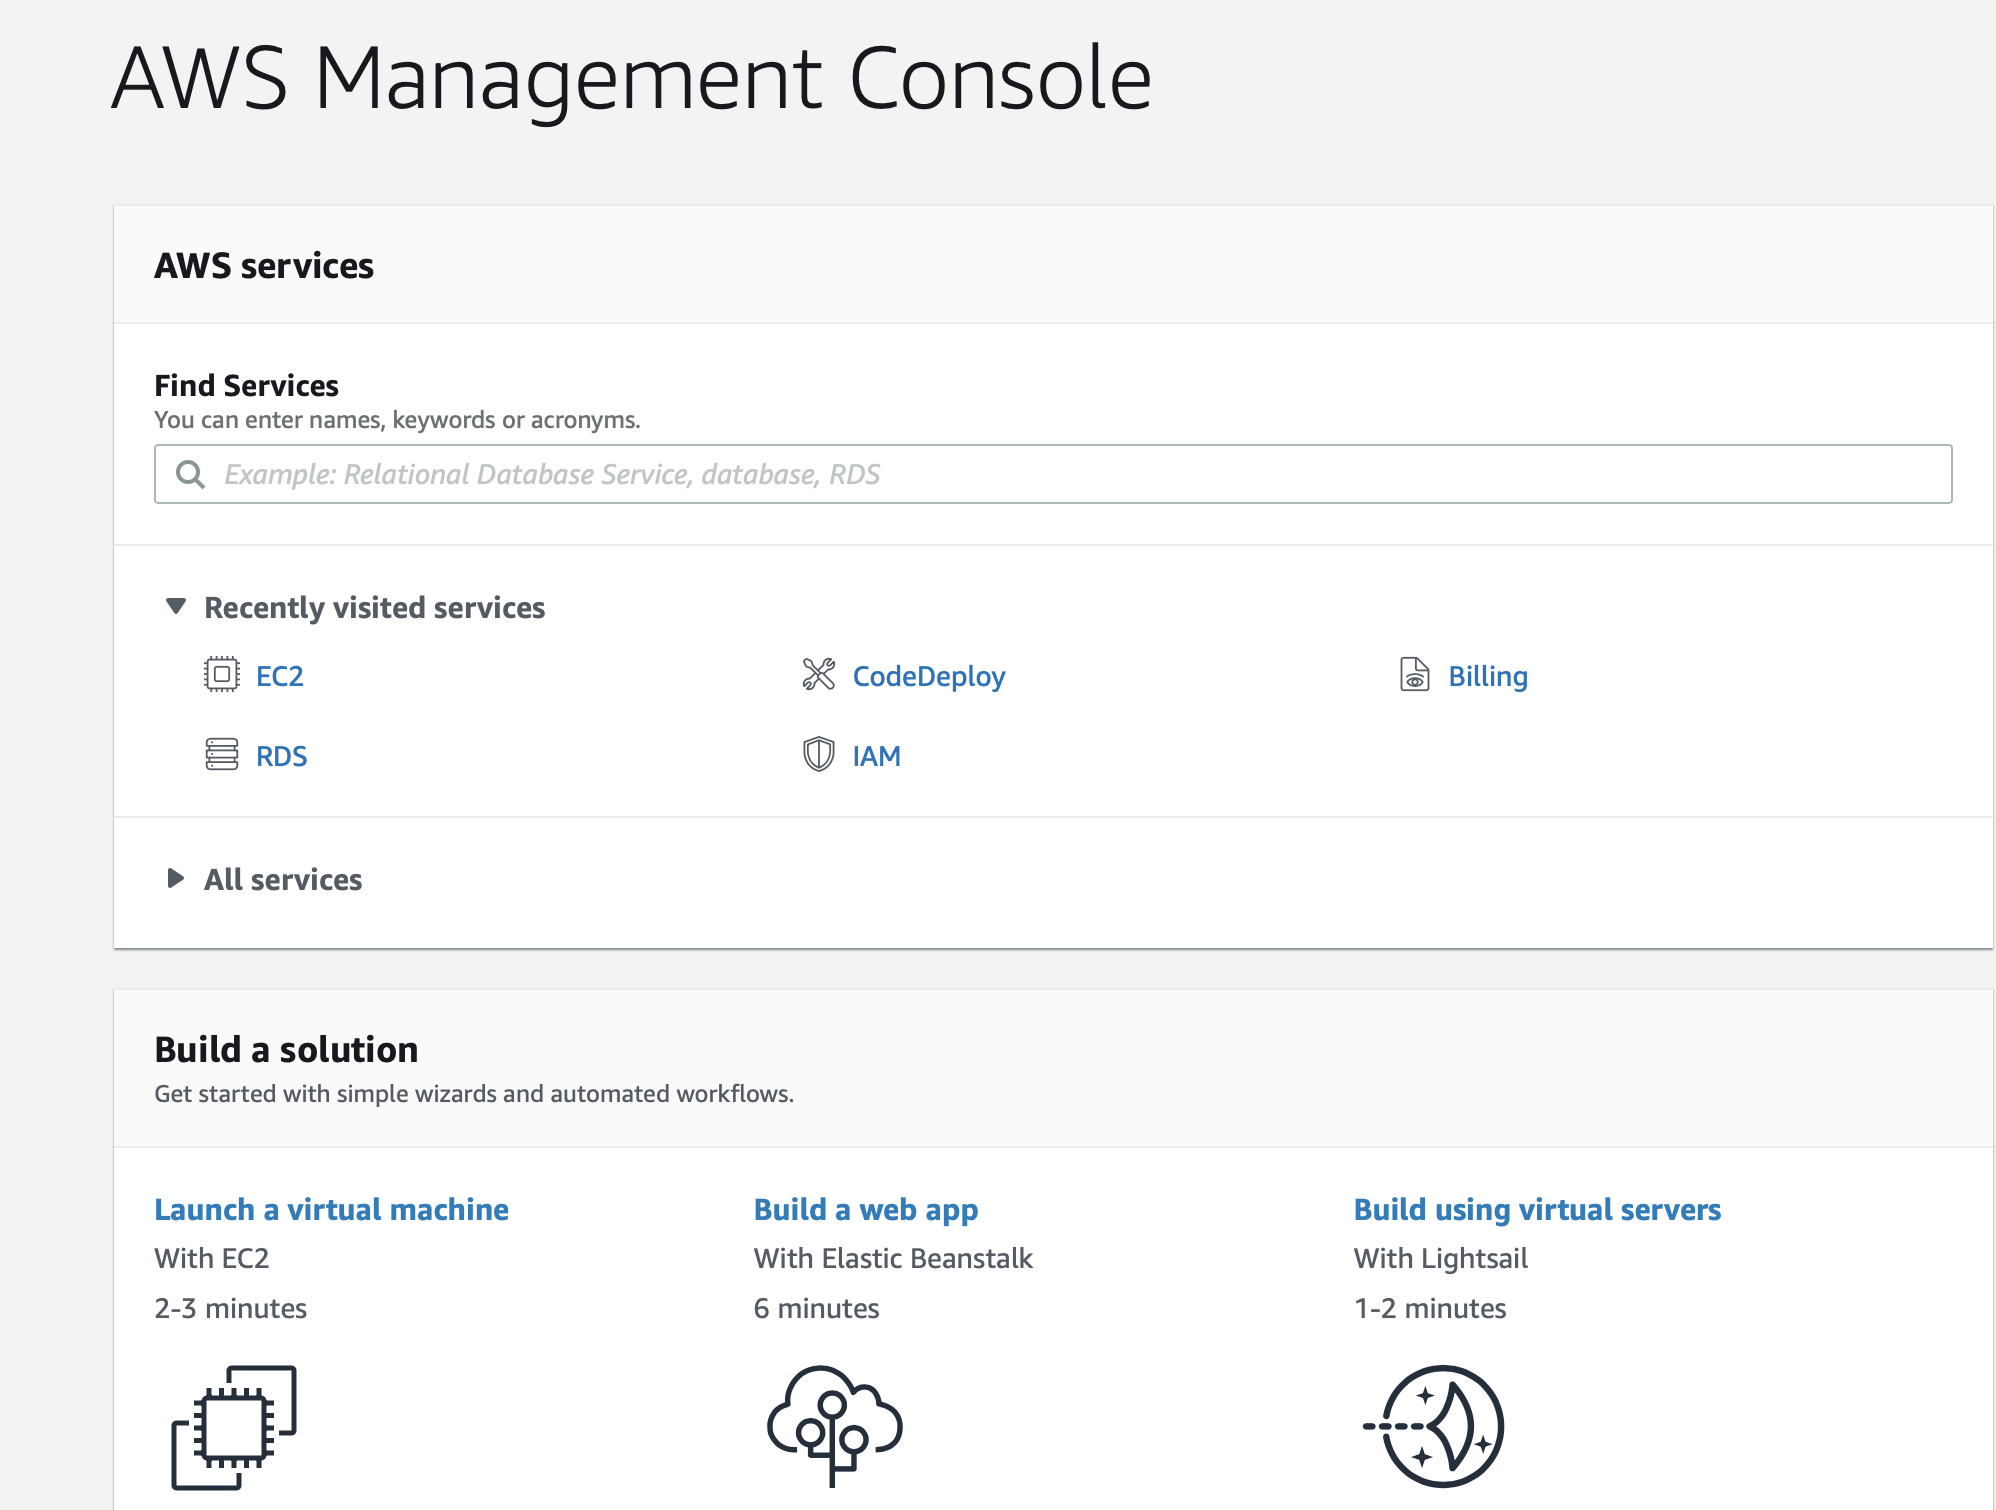 AWS Management Console
AWS services
Find Services
You can enter names, keywords or acronyms.
Example: Relational Database Service, database, RDS
Recently visited services
EC2
CodeDeploy
Billing
RDS
IAM
All services
Build a solution
Get started with simple wizards and automated workflows.
Launch a virtual machine
With EC2
2-3 minutes
Build a web app
With Elastic Beanstalk
6 minutes
Build using virtual servers
With Lightsail
1-2 minutes